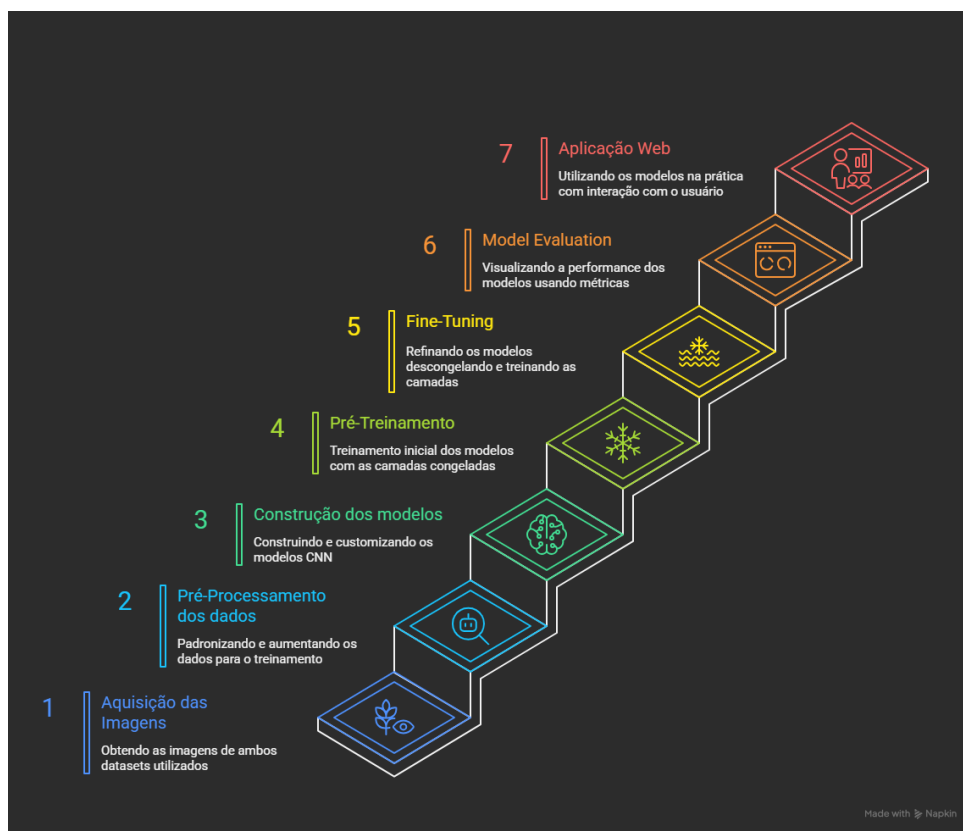 7
Aplicação Web
Utilizando os modelos na prática
com interação com o usuário
6
Model Evaluation
Visualizando a performance dos
modelos usando métricas
5
Fine-Tuning
Refinando os modelos
descongelando e treinando as
camadas
4
Pré-Treinamento
Treinamento inicial dos modelos
com as camadas congeladas
3
Construção dos modelos
Construindo e customizando os
modelos CNN
2
Pré-Processamento
dos dados
Padronizando e aumentando os
dados para o treinamento
1
Aquisição das
Imagens
Obtendo as imagens de ambos
datasets utilizados
Made with Napkin